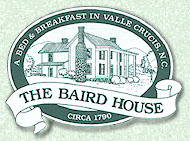 A BED & BREAKFAST IN VALLE CRUCIS, N.C.
THE BAIRD HOUSE
CIRCA 1790